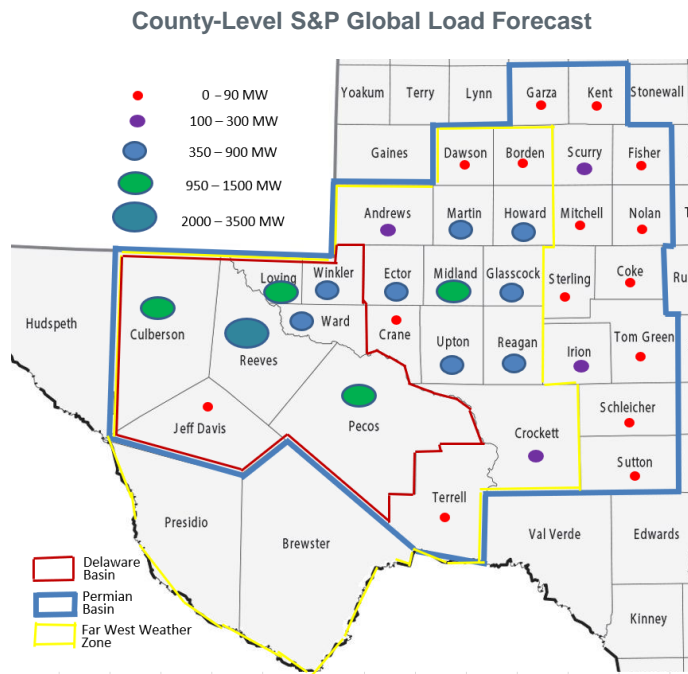 County-Level S&P Global Load Forecast
0 – 90 MW
100 – 300 MW
350 – 900 MW
950 – 1500 MW
2000 – 3500 MW
Yoakum Terry Lynn Garza Kent Stonewall
Gaines Dawson Borden Scurry Fisher
Andrews Martin Howard Mitchell Nolan
Loving Winkler Ector Midland Glasscock Sterling Coke Ru
Hudspeth Culberson Reeves Ward Crane Upton Reagan Irion Tom Green
Jeff Davis Pecos Crockett Schleicher
Sutton
Presidio Brewster Terrell Val Verde Edwards
Kinney
Delaware
Basin
Permian
Basin
Far West Weather
Zone